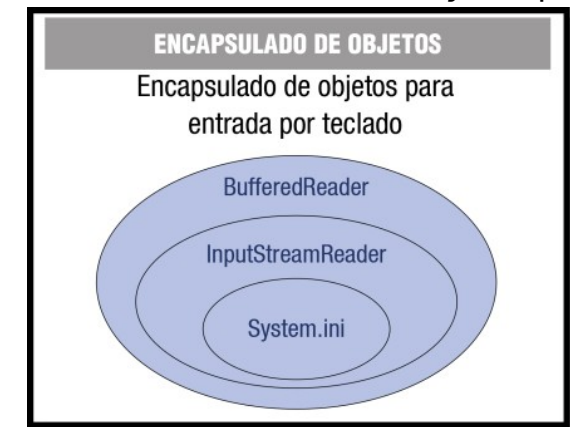 ENCAPSULADO DE OBJETOS
Encapsulado de objetos para
entrada por teclado
BufferedReader
InputStreamReader
System.ini